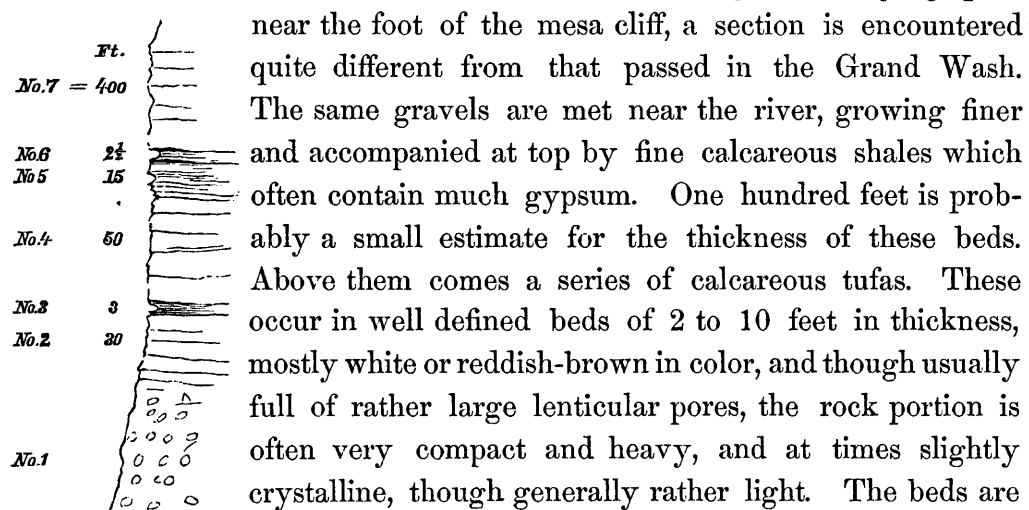 near the foot of the mesa cliff, a section is encountered
quite different from that passed in the Grand Wash.
The same gravels are met near the river, growing finer
and accompanied at top by fine calcareous shales which
often contain much gypsum. One hundred feet is prob-
ably a small estimate for the thickness of these beds.
Above them comes a series of calcareous tufas. These
occur in well defined beds of 2 to 10 feet in thickness,
mostly white or reddish-brown in color, and though usually
full of rather large lenticular pores, the rock portion is
often very compact and heavy, and at times slightly
crystalline, though generally rather light. The beds are
Ft.
No.7 = 400
No.6 2½
No 5 15
No.4 50
No.3 3
No.2 30
No.1